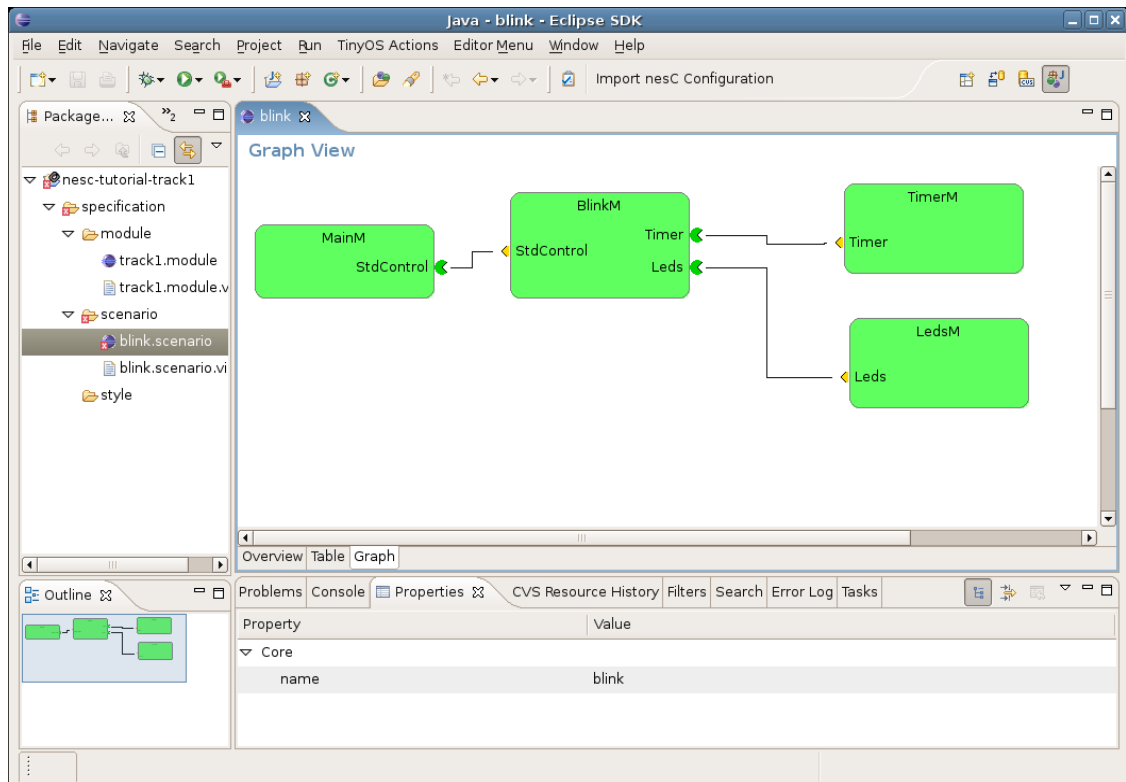 Java - blink - Eclipse SDK
File Edit Navigate Search Project Run TinyOS Actions Editor Menu Window Help
Import nesC Configuration
CVS
Package... »2
nesc-tutorial-track1
specification
module
track1.module
track1.module.v
scenario
blink.scenario
blink.scenario.vi
style
blink
Graph View
MainM
StdControl
BlinkM
Timer
StdControl
Leds
TimerM
Timer
LedsM
Leds
Overview Table Graph
Outline
Problems Console Properties CVS Resource History Filters Search Error Log Tasks
Property Value
Core
name blink